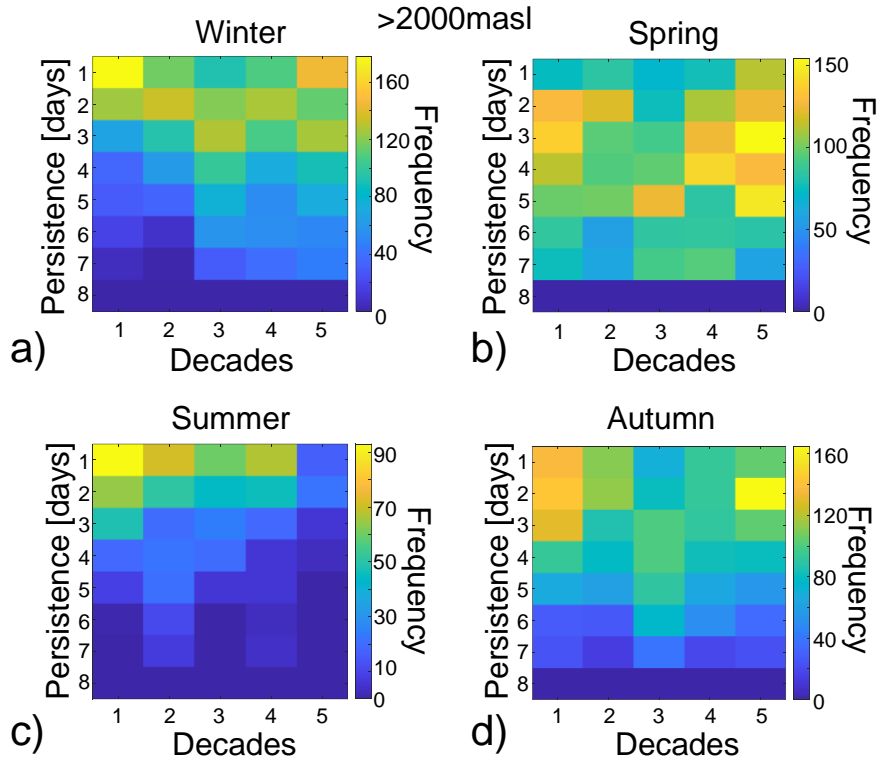 >2000masl
Winter
Persistence [days]
1
2
3
4
5
6
7
8
1 2 3 4 5
Decades
a)
160
120
80
40
0
Frequency
Spring
Persistence [days]
1
2
3
4
5
6
7
8
1 2 3 4 5
Decades
b)
150
100
50
0
Frequency
Summer
Persistence [days]
1
2
3
4
5
6
7
8
1 2 3 4 5
Decades
c)
90
70
50
30
10
0
Frequency
Autumn
Persistence [days]
1
2
3
4
5
6
7
8
1 2 3 4 5
Decades
d)
160
120
80
40
0
Frequency